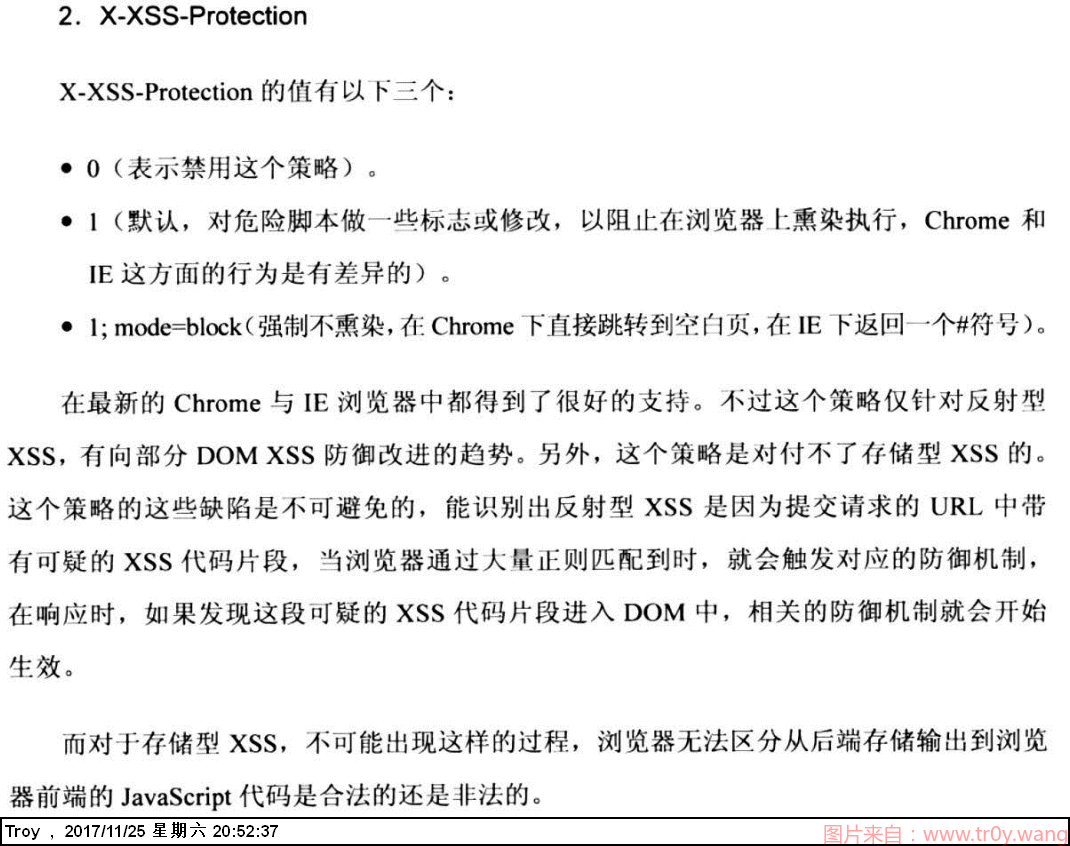 2. X-XSS-Protection
X-XSS-Protection 的值有以下三个：
● 0（表示禁用这个策略）。
● 1（默认，对危险脚本做一些标志或修改，以阻止在浏览器上熏染执行，Chrome 和
IE 这方面的行为是有差异的）。
● 1; mode=block（强制不熏染，在 Chrome 下直接跳转到空白页，在 IE 下返回一个#符号）。
在最新的 Chrome 与 IE 浏览器中都得到了很好的支持。不过这个策略仅针对反射型
XSS，有向部分 DOM XSS 防御改进的趋势。另外，这个策略是对付不了存储型 XSS 的。
这个策略的这些缺陷是不可避免的，能识别出反射型 XSS 是因为提交请求的 URL 中带
有可疑的 XSS 代码片段，当浏览器通过大量正则匹配到时，就会触发对应的防御机制，
在响应时，如果发现这段可疑的 XSS 代码片段进入 DOM 中，相关的防御机制就会开始
生效。
而对于存储型 XSS，不可能出现这样的过程，浏览器无法区分从后端存储输出到浏览
器前端的 JavaScript 代码是合法的还是非法的。
Troy , 2017/11/25 星期六 20:52:37
图片来自：www.tr0y.wang